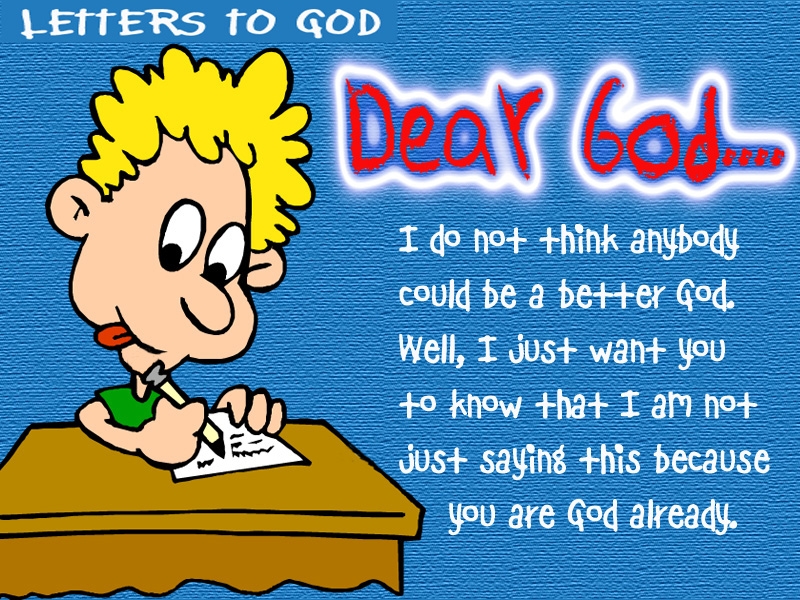 LETTERS TO GOD
Dear God....
I do not think anybody
could be a better God.
Well, I just want you
to know that I am not
just saying this because
you are God already.